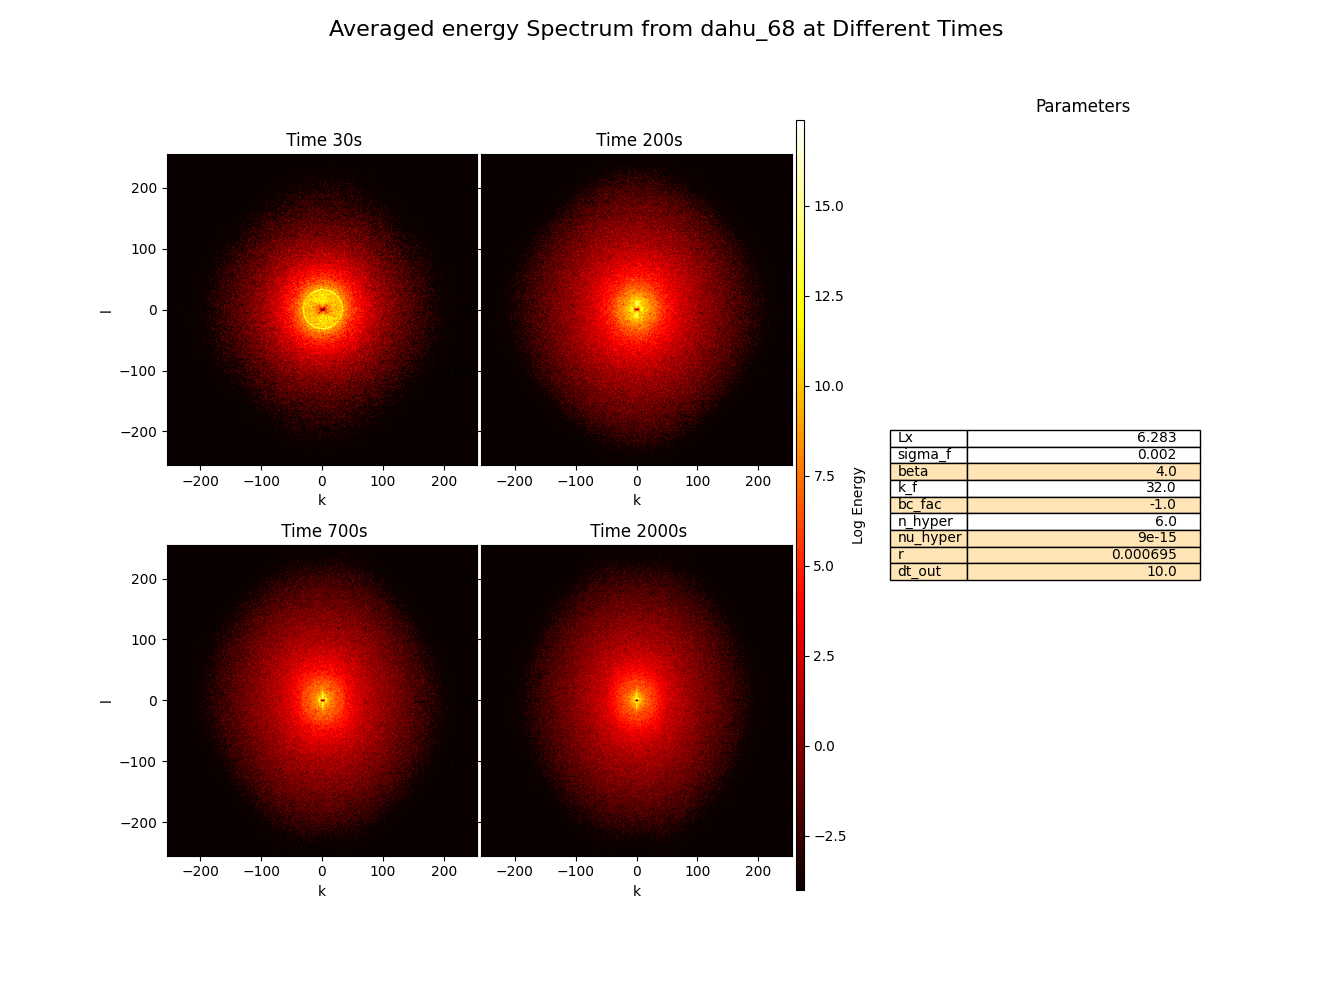 Averaged energy Spectrum from dahu_68 at Different Times
Parameters
Time 30s
Time 200s
200
100
0
−100
−200
l
−200 −100 0 100 200
−200 −100 0 100 200
k
k
Time 700s
Time 2000s
200
100
0
−100
−200
l
−200 −100 0 100 200
−200 −100 0 100 200
k
k
15.0
12.5
10.0
7.5
5.0
2.5
0.0
−2.5
Log Energy
Lx 6.283
sigma_f 0.002
beta 4.0
k_f 32.0
bc_fac -1.0
n_hyper 6.0
nu_hyper 9e-15
r 0.000695
dt_out 10.0